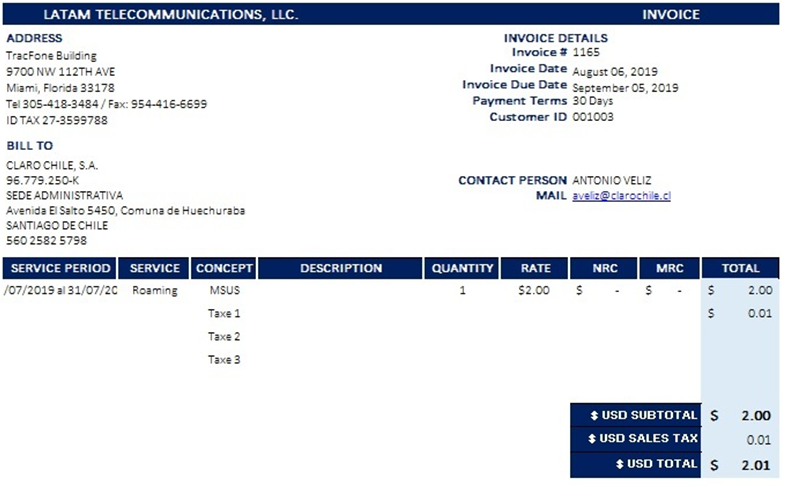 LATAM TELECOMMUNICATIONS, LLC. INVOICE
ADDRESS
TracFone Building
9700 NW 112TH AVE
Miami, Florida 33178
Tel 305-418-3484 / Fax: 954-416-6699
ID TAX 27-3599788
INVOICE DETAILS
Invoice # 1165
Invoice Date August 06, 2019
Invoice Due Date September 05, 2019
Payment Terms 30 Days
Customer ID 001003
BILL TO
CLARO CHILE, S.A.
96.779.250-K
SEDE ADMINISTRATIVA
Avenida El Salto 5450, Comuna de Huechuraba
SANTIAGO DE CHILE
560 2582 5798
CONTACT PERSON ANTONIO VELIZ
MAIL aveliz@clarochile.cl
SERVICE PERIOD SERVICE CONCEPT DESCRIPTION QUANTITY RATE NRC MRC TOTAL
/07/2019 al 31/07/20 Roaming MSUS 1 $2.00 $ - $ - $ 2.00
Taxe 1 $ 0.01
Taxe 2
Taxe 3
$ USD SUBTOTAL $ 2.00
$ USD SALES TAX 0.01
$ USD TOTAL $ 2.01